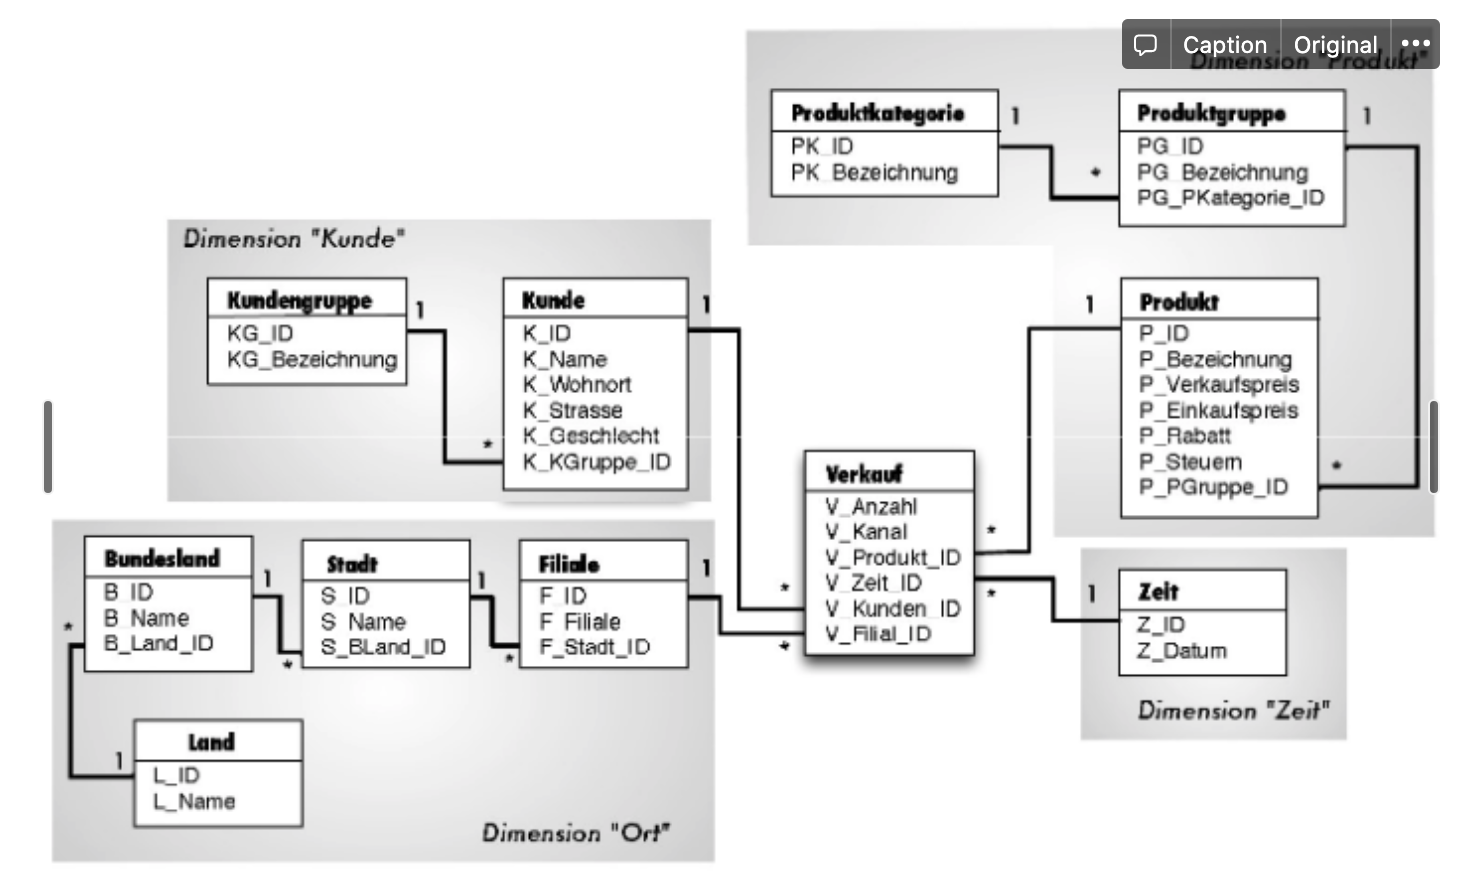 Caption Original
Dimension "Produkt"
Produktkategorie
PK_ID
PK_Bezeichnung
1
*
Produktgruppe
PG_ID
PG_Bezeichnung
PG_PKategorie_ID
1
Dimension "Kunde"
Kundengruppe
KG_ID
KG_Bezeichnung
1
*
Kunde
K_ID
K_Name
K_Wohnort
K_Strasse
K_Geschlecht
K_KGruppe_ID
1
1
Produkt
P_ID
P_Bezeichnung
P_Verkaufspreis
P_Einkaufspreis
P_Rabatt
P_Steuern
P_PGruppe_ID
*
Verkauf
V_Anzahl
V_Kanal
V_Produkt_ID
V_Zeit_ID
V_Kunden_ID
V_Filial_ID
*
*
*
*
Bundesland
B_ID
B_Name
B_Land_ID
1
*
*
Stadt
S_ID
S_Name
S_BLand_ID
1
*
Filiale
F_ID
F_Filiale
F_Stadt_ID
1
1
Zeit
Z_ID
Z_Datum
Dimension "Zeit"
1
Land
L_ID
L_Name
Dimension "Ort"